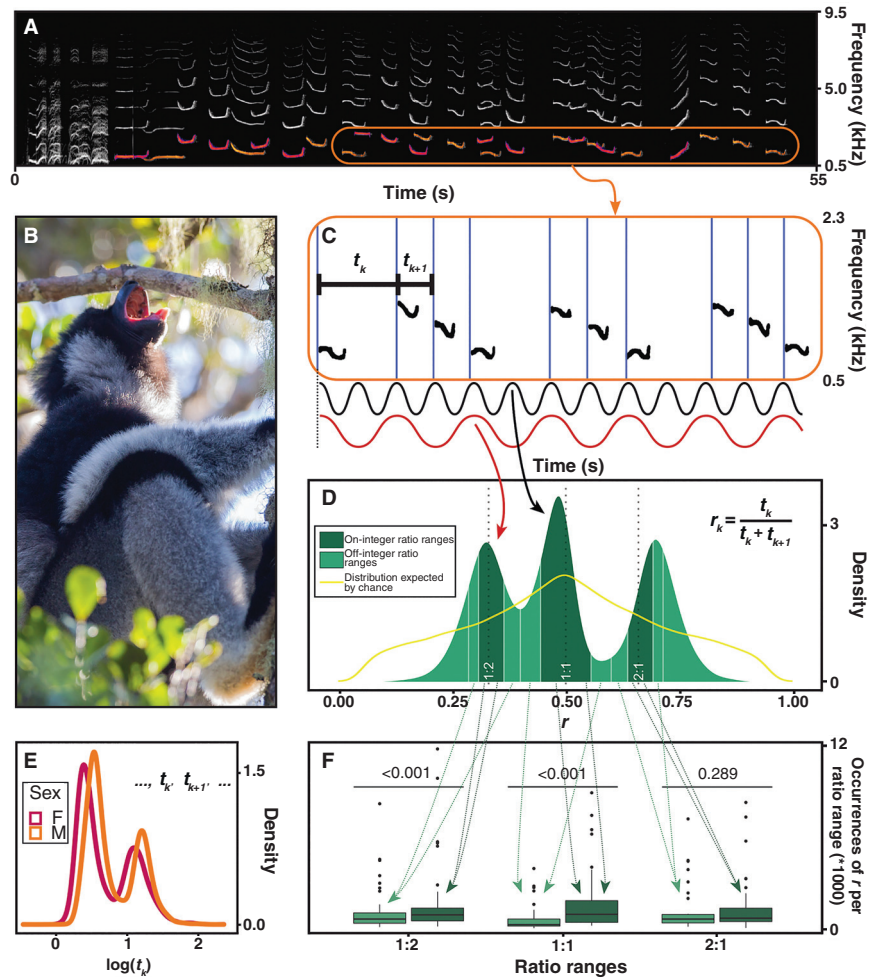 A
9.5
5.0
0.5
Frequency (kHz)
0
55
Time (s)
B
C
2.3
0.5
Frequency (kHz)
t_k
t_{k+1}
Time (s)
D
On-integer ratio ranges
Off-integer ratio
ranges
Distribution expected
by chance
r_k = t_k / (t_k + t_{k+1})
3
0
Density
1:2
1:1
2:1
0.00
0.25
0.50
0.75
1.00
r
E
..., t_k, t_{k+1}, ...
Sex
F
M
1.5
0.0
Density
0
1
2
log(t_k)
F
<0.001
<0.001
0.289
12
0
Occurrences of r per
ratio range (*1000)
1:2
1:1
2:1
Ratio ranges